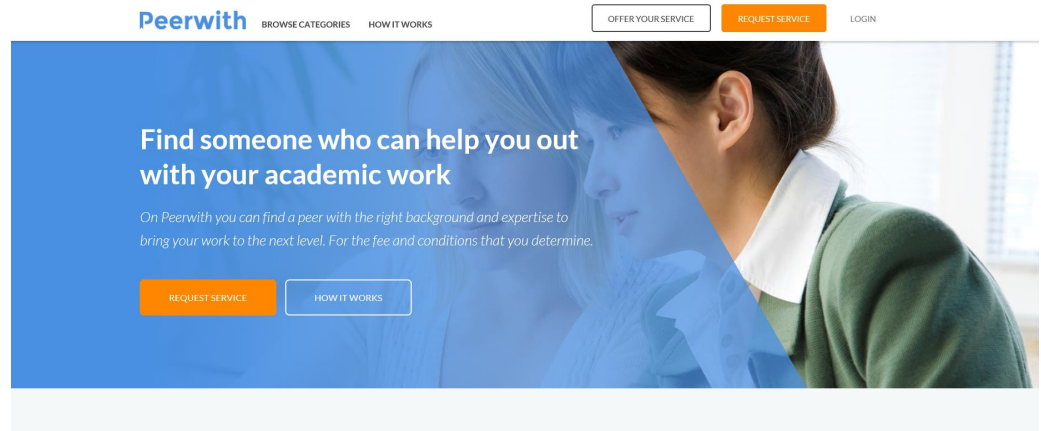 Peerwith BROWSE CATEGORIES HOW IT WORKS OFFER YOUR SERVICE REQUEST SERVICE LOGIN
Find someone who can help you out
with your academic work
On Peerwith you can find a peer with the right background and expertise to
bring your work to the next level. For the fee and conditions that you determine.
REQUEST SERVICE HOW IT WORKS